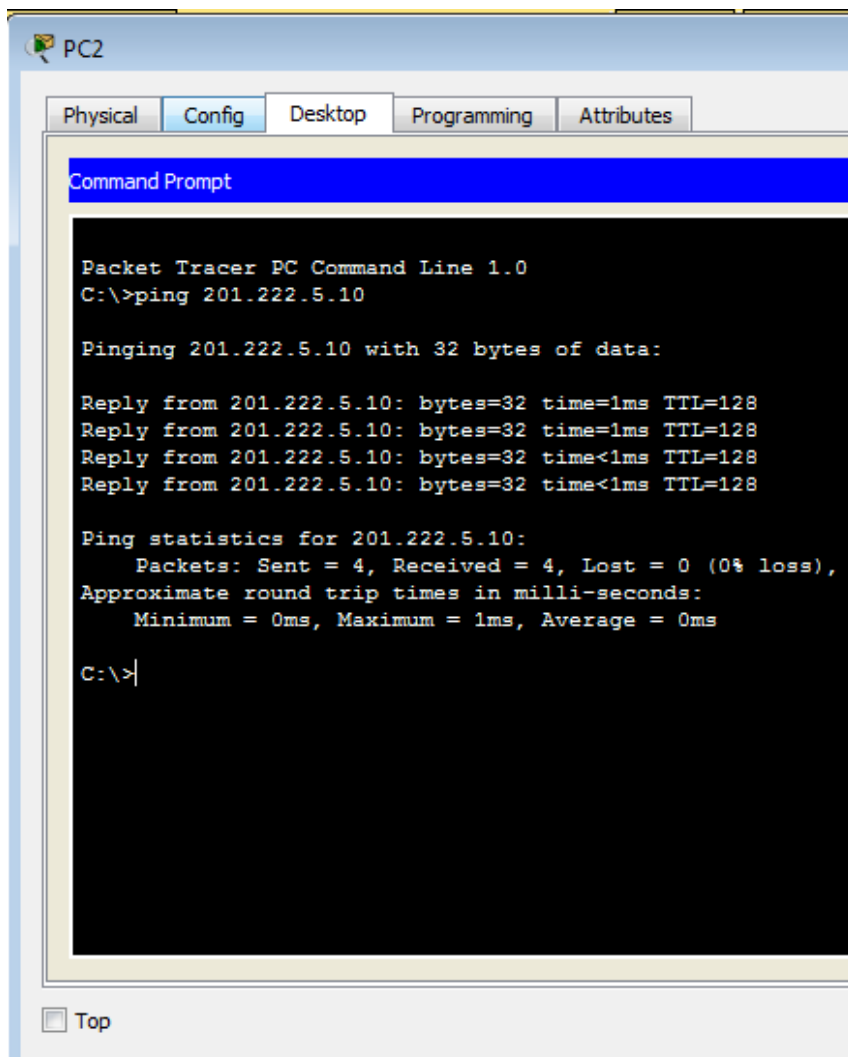 PC2
Physical Config Desktop Programming Attributes
Command Prompt
Packet Tracer PC Command Line 1.0
C:\>ping 201.222.5.10
Pinging 201.222.5.10 with 32 bytes of data:
Reply from 201.222.5.10: bytes=32 time=1ms TTL=128
Reply from 201.222.5.10: bytes=32 time=1ms TTL=128
Reply from 201.222.5.10: bytes=32 time<1ms TTL=128
Reply from 201.222.5.10: bytes=32 time<1ms TTL=128
Ping statistics for 201.222.5.10:
    Packets: Sent = 4, Received = 4, Lost = 0 (0% loss),
Approximate round trip times in milli-seconds:
    Minimum = 0ms, Maximum = 1ms, Average = 0ms
C:\>
Top